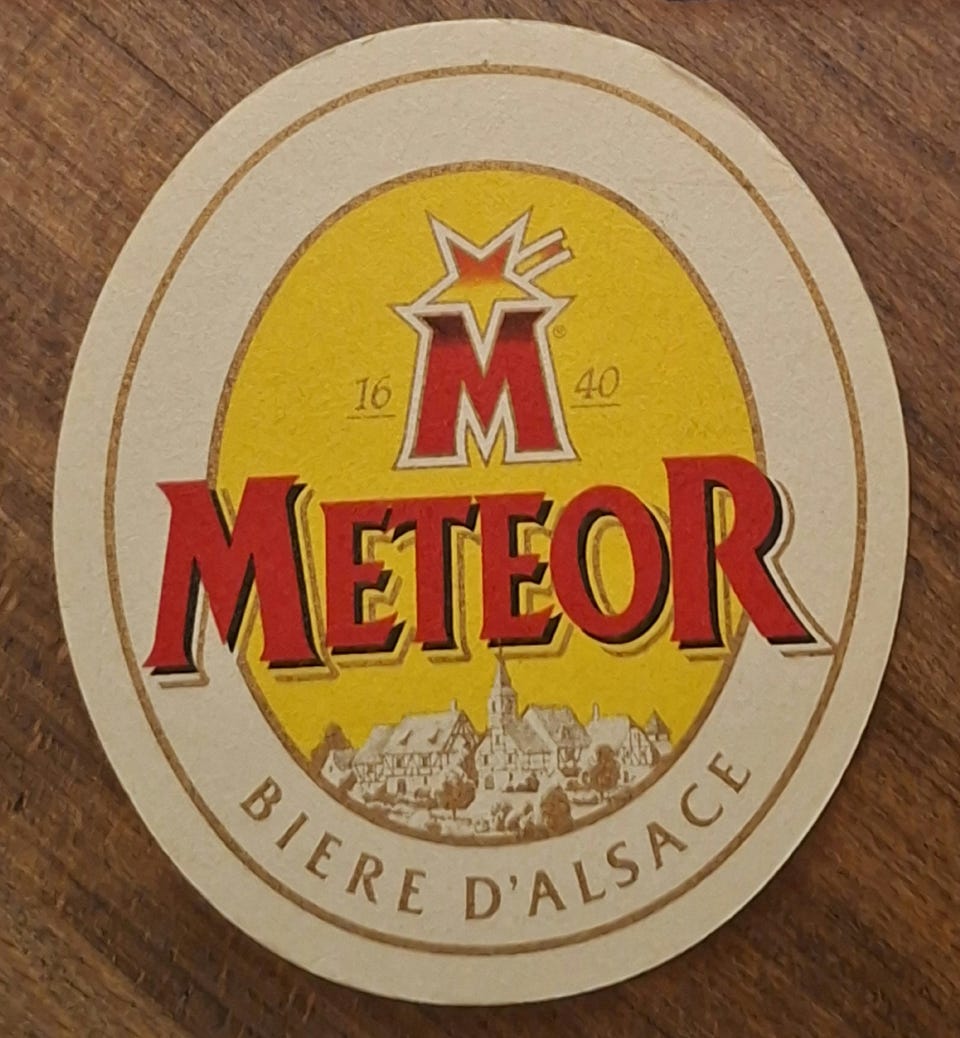 M ®
16 40
METEOR
BIERE D'ALSACE